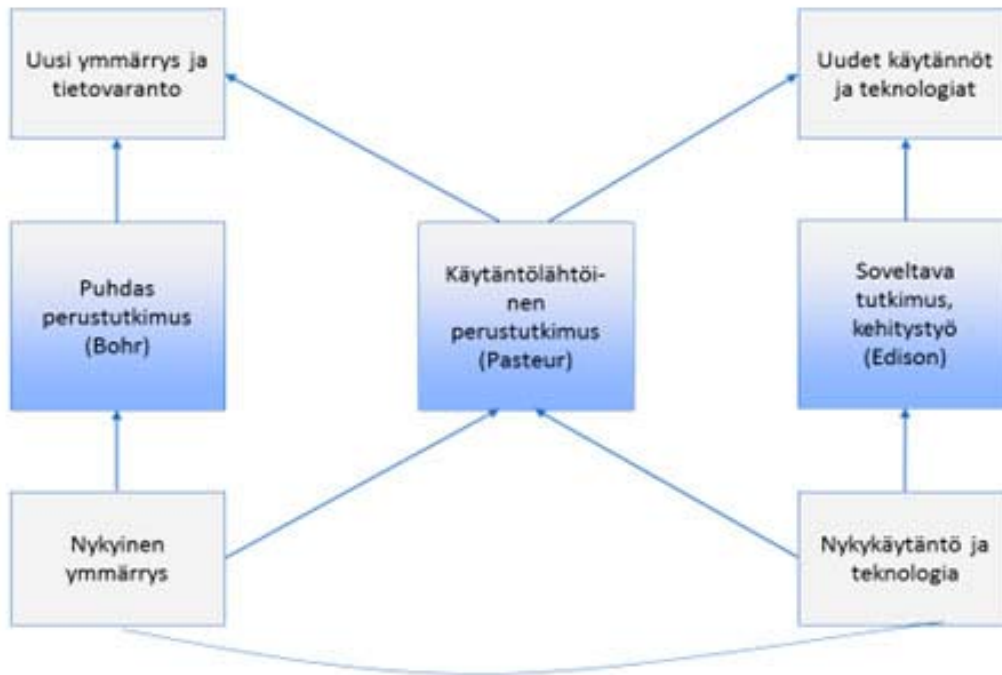 Uusi ymmärrys ja
tietovaranto
Uudet käytännöt
ja teknologiat
Puhdas
perustutkimus
(Bohr)
Käytäntölähtöi-
nen
perustutkimus
(Pasteur)
Soveltava
tutkimus,
kehitystyö
(Edison)
Nykyinen
ymmärrys
Nykykäytäntö ja
teknologia